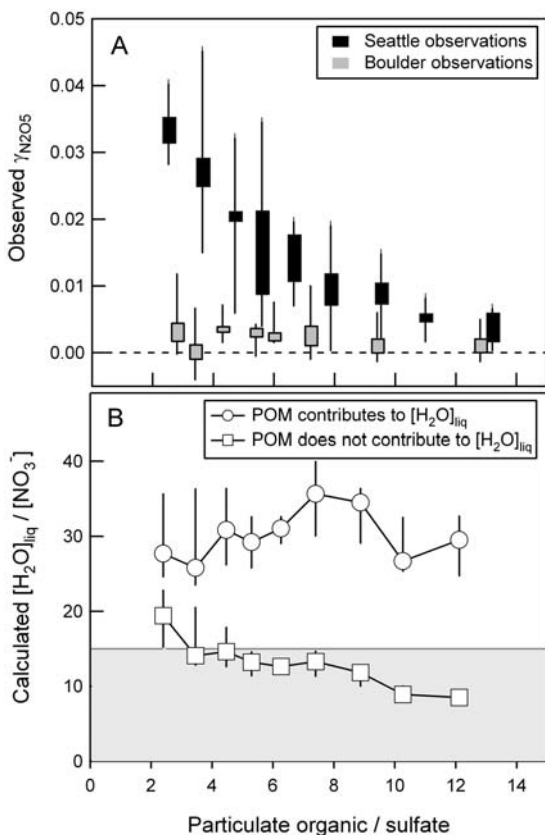 A
Seattle observations
Boulder observations
Observed γN2O5
0.05
0.04
0.03
0.02
0.01
0.00
B
POM contributes to [H2O]liq
POM does not contribute to [H2O]liq
Calculated [H2O]liq / [NO3-]
40
30
20
10
0
0 2 4 6 8 10 12 14
Particulate organic / sulfate